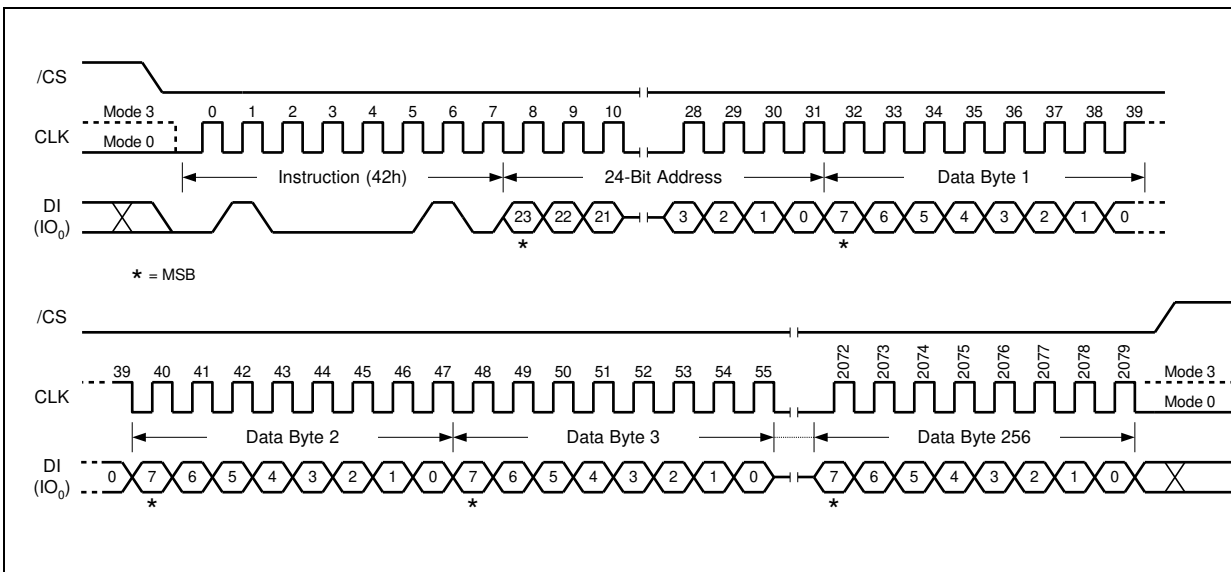 /CS
Mode 3
0 1 2 3 4 5 6 7 8 9 10 28 29 30 31 32 33 34 35 36 37 38 39
CLK
Mode 0
Instruction (42h) 24-Bit Address Data Byte 1
DI
(IO0)
23 22 21 3 2 1 0 7 6 5 4 3 2 1 0
* *
* = MSB
/CS
39 40 41 42 43 44 45 46 47 48 49 50 51 52 53 54 55 2072 2073 2074 2075 2076 2077 2078 2079 Mode 3
CLK
Mode 0
Data Byte 2 Data Byte 3 Data Byte 256
DI
(IO0)
0 7 6 5 4 3 2 1 0 7 6 5 4 3 2 1 0 7 6 5 4 3 2 1 0
* * *